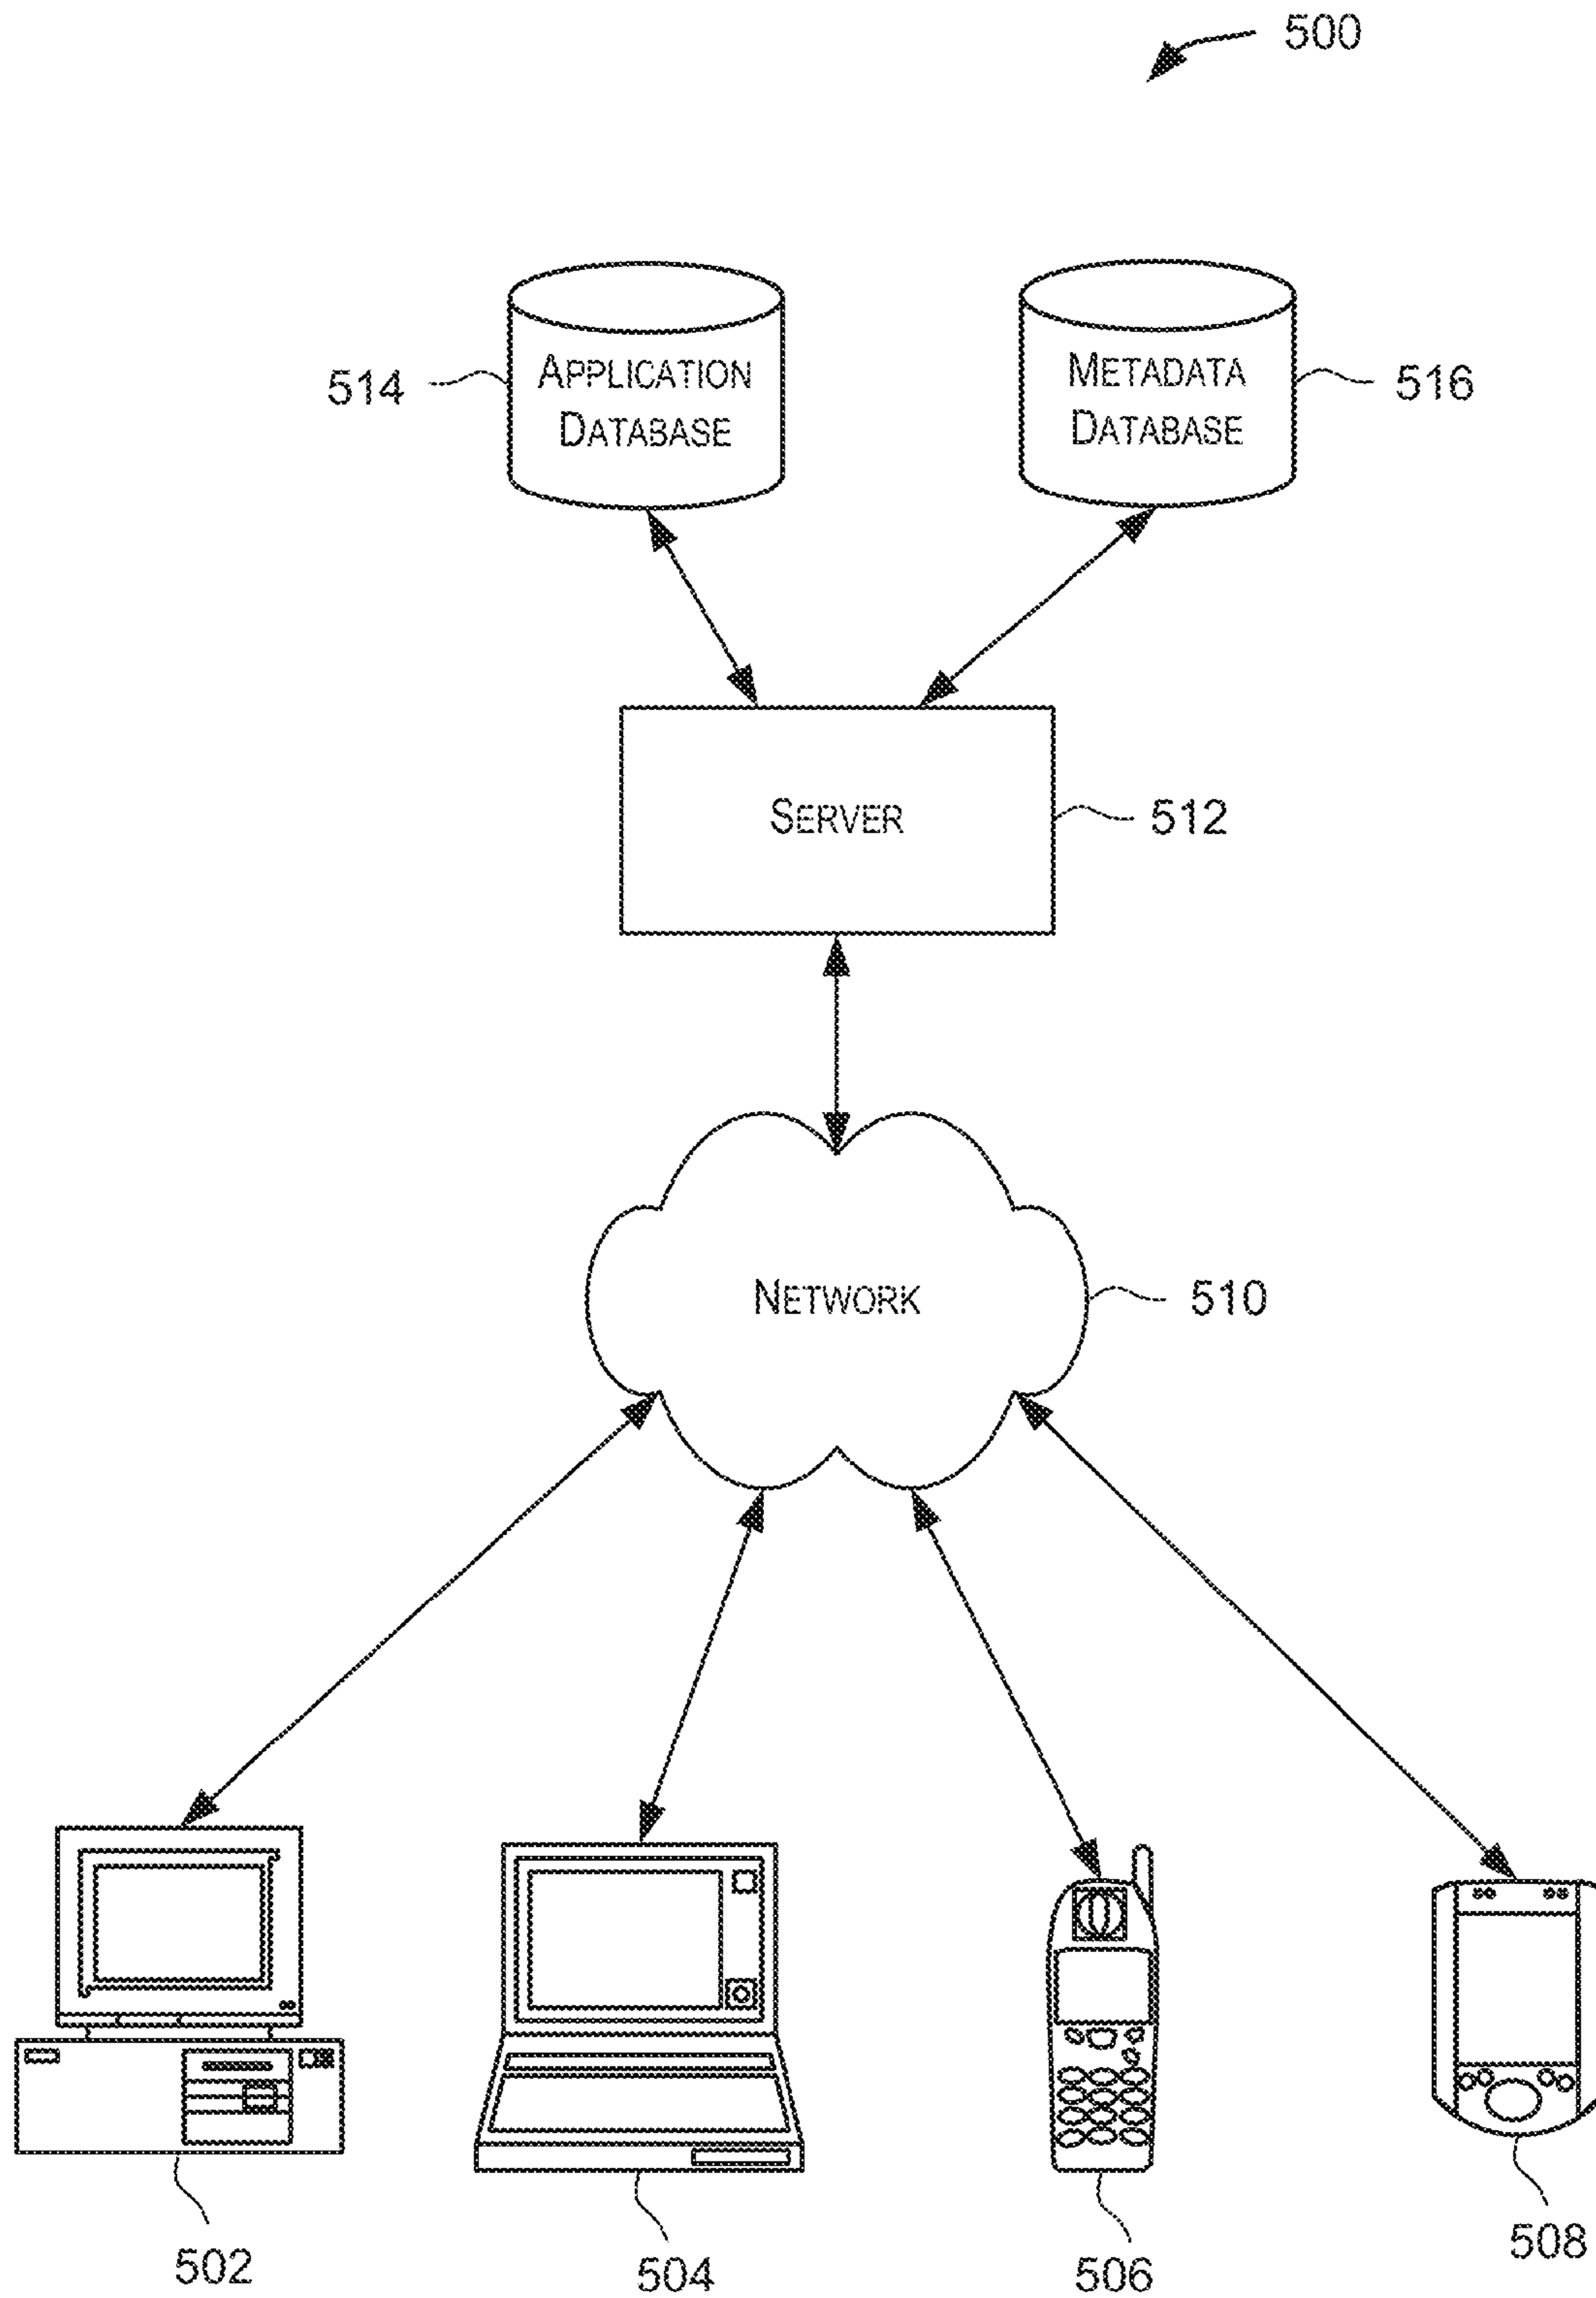 500
514
APPLICATION
DATABASE
METADATA
DATABASE
516
SERVER
512
NETWORK
510
502
504
506
508